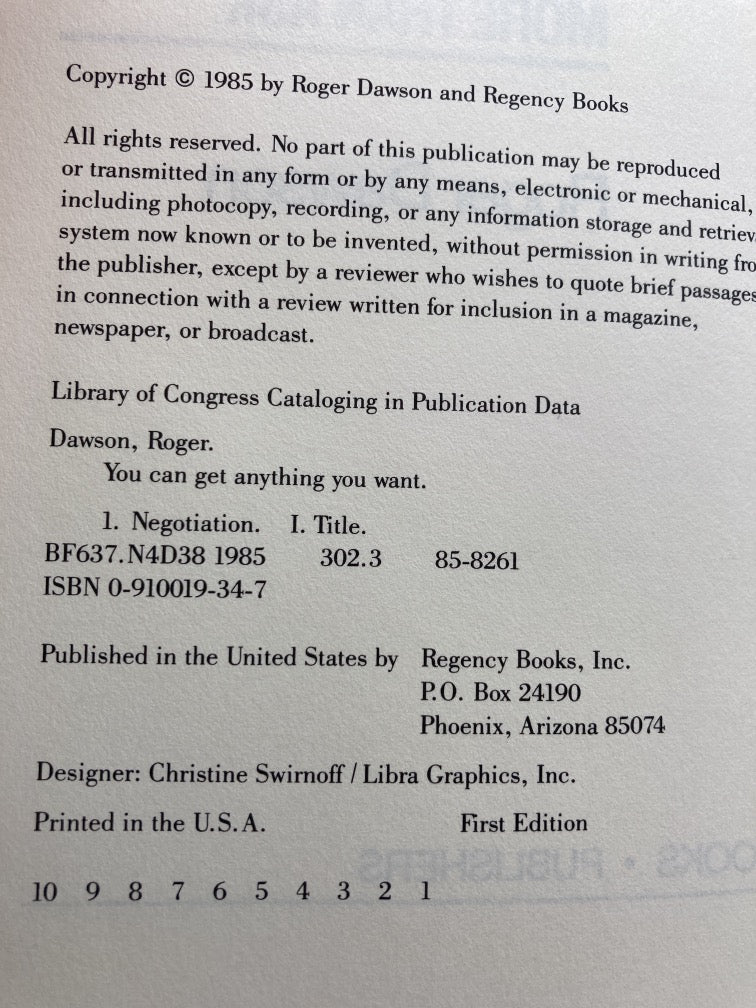 Copyright © 1985 by Roger Dawson and Regency Books
All rights reserved. No part of this publication may be reproduced
or transmitted in any form or by any means, electronic or mechanical,
including photocopy, recording, or any information storage and retriev
system now known or to be invented, without permission in writing fro
the publisher, except by a reviewer who wishes to quote brief passages
in connection with a review written for inclusion in a magazine,
newspaper, or broadcast.
Library of Congress Cataloging in Publication Data
Dawson, Roger.
You can get anything you want.
1. Negotiation. I. Title.
BF637.N4D38 1985 302.3 85-8261
ISBN 0-910019-34-7
Published in the United States by Regency Books, Inc.
P.O. Box 24190
Phoenix, Arizona 85074
Designer: Christine Swirnoff / Libra Graphics, Inc.
Printed in the U.S.A. First Edition
10 9 8 7 6 5 4 3 2 1